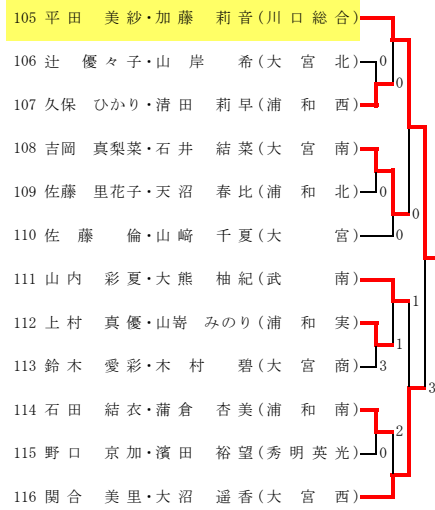 105 平田 美紗・加藤 莉音(川口総合)
106 辻 優々子・山岸 希(大宮北) 0
0
107 久保 ひかり・清田 莉早(浦和西)
108 吉岡 真梨菜・石井 結菜(大宮南)
109 佐藤 里花子・天沼 春比(浦和北) 0
0
110 佐藤 倫・山﨑 千夏(大宮) 0
111 山内 彩夏・大熊 柚紀(武南)
1
112 上村 真優・山嵜 みのり(浦和実)
1
113 鈴木 愛彩・木村 碧(大宮商) 3
3
114 石田 結衣・蒲倉 杏美(浦和南)
2
115 野口 京加・濱田 裕望(秀明英光) 0
116 関合 美里・大沼 遥香(大宮西)